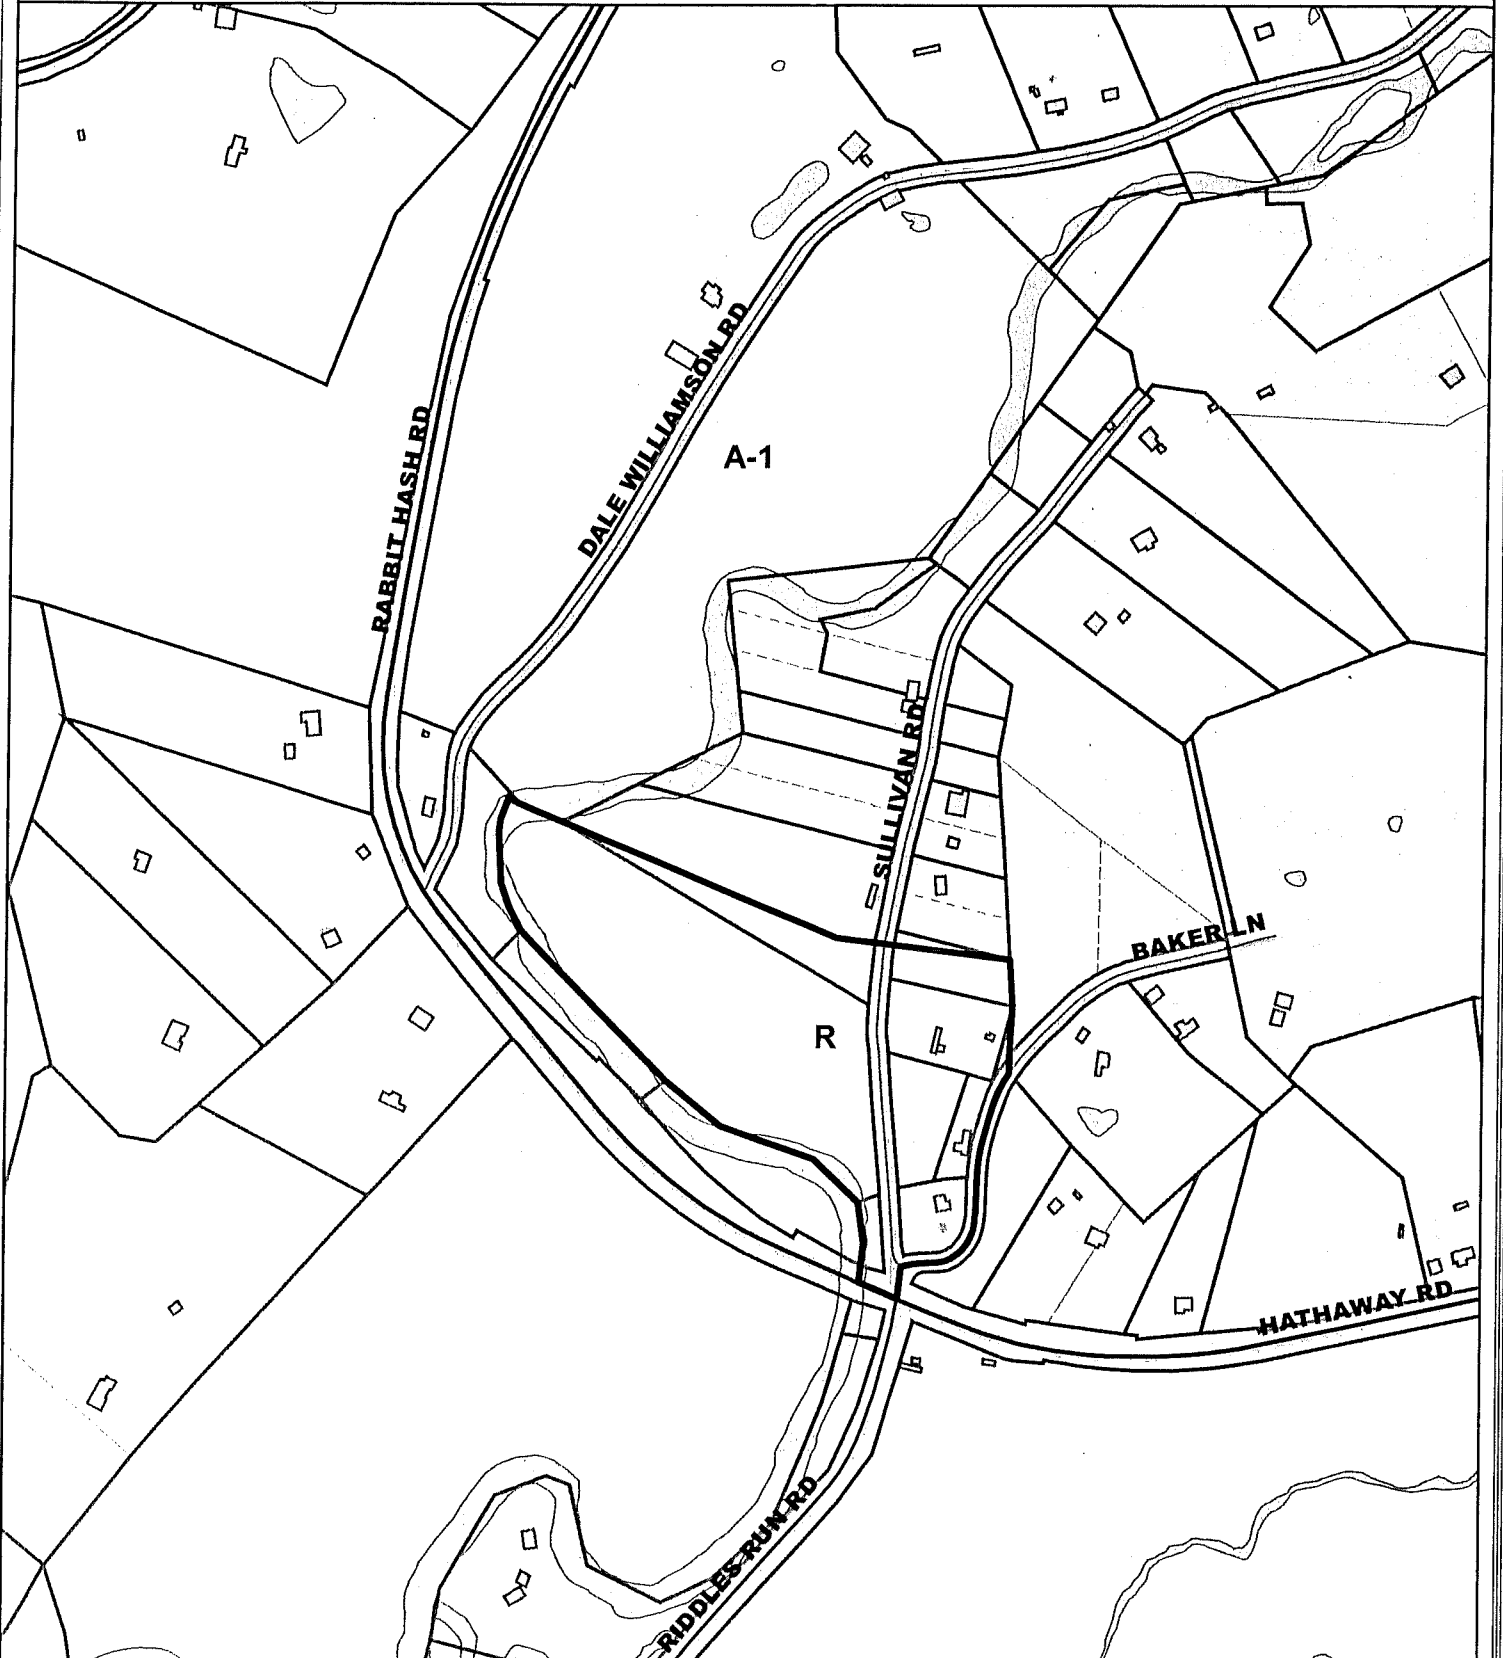 RABBIT HASH RD
DALE WILLIAMSON RD
A-1
SULLIVAN RD
BAKER LN
R
HATHAWAY RD
RIDDLES RUN RD